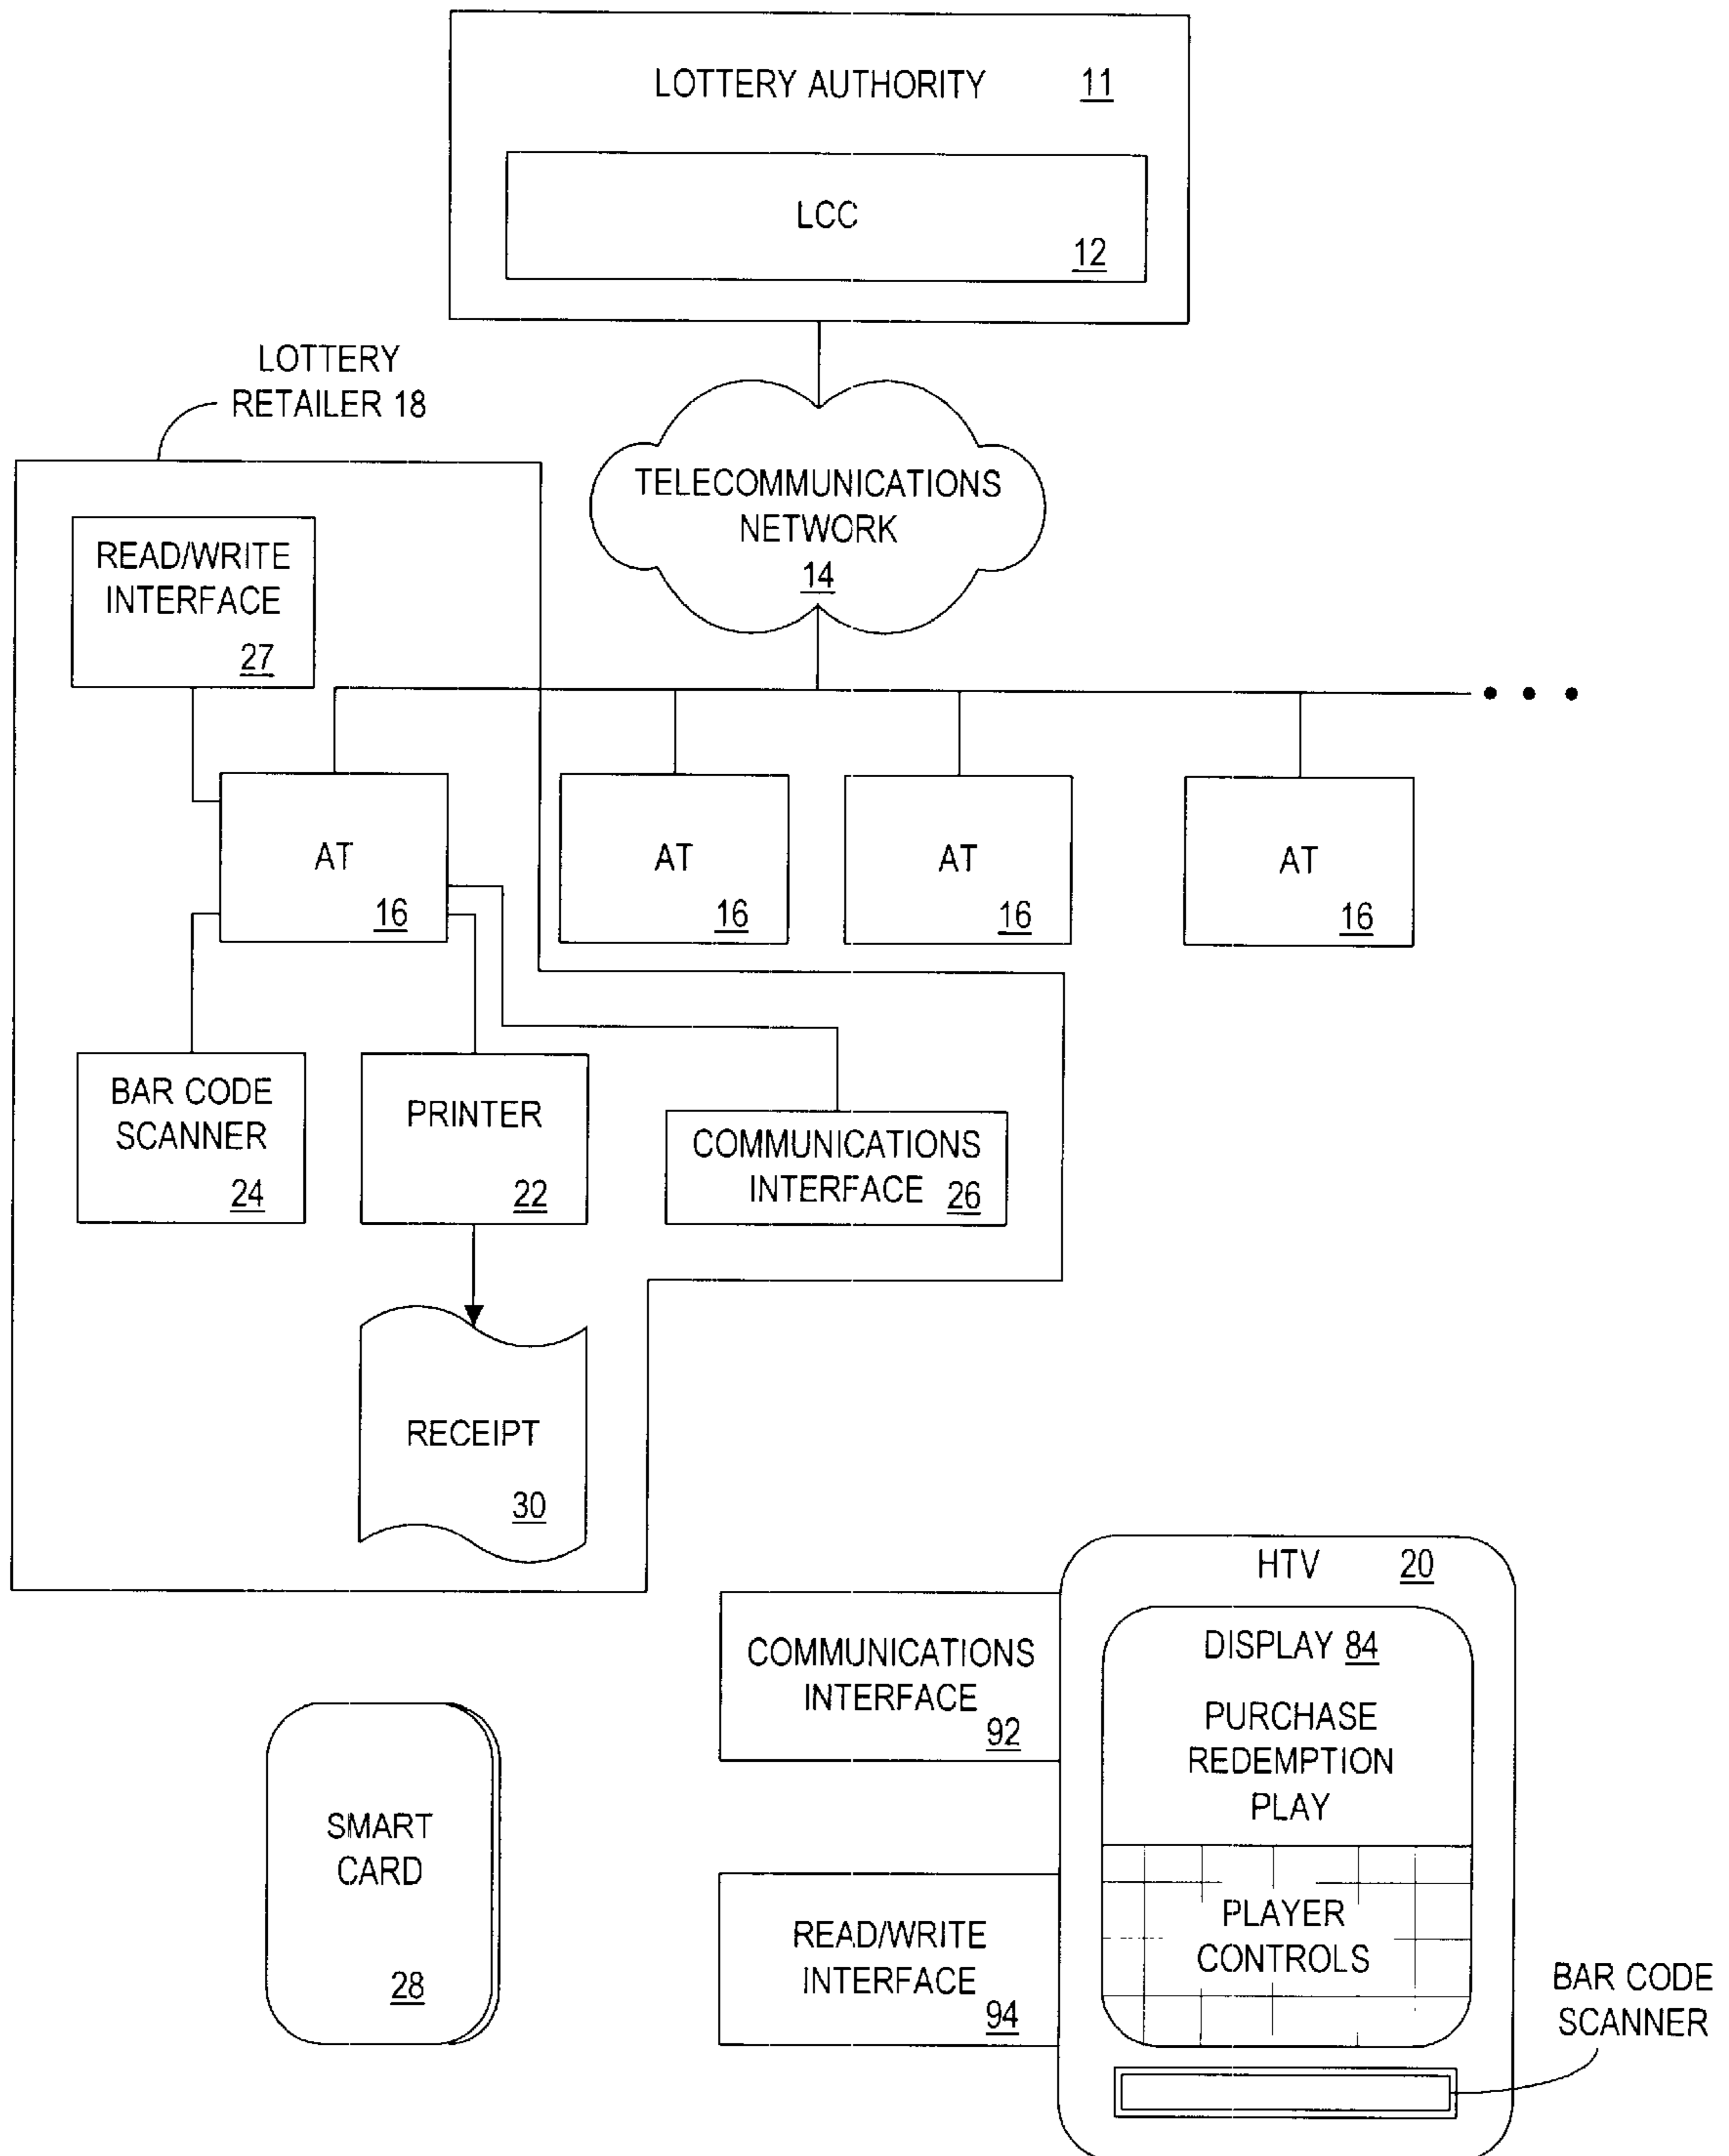 LOTTERY AUTHORITY 11
LCC
12
LOTTERY
RETAILER 18
TELECOMMUNICATIONS
NETWORK
14
READ/WRITE
INTERFACE
27
AT
16
AT
16
AT
16
AT
16
BAR CODE
SCANNER
24
PRINTER
22
COMMUNICATIONS
INTERFACE 26
RECEIPT
30
HTV 20
DISPLAY 84
PURCHASE
REDEMPTION
PLAY
PLAYER
CONTROLS
COMMUNICATIONS
INTERFACE
92
READ/WRITE
INTERFACE
94
SMART
CARD
28
BAR CODE
SCANNER